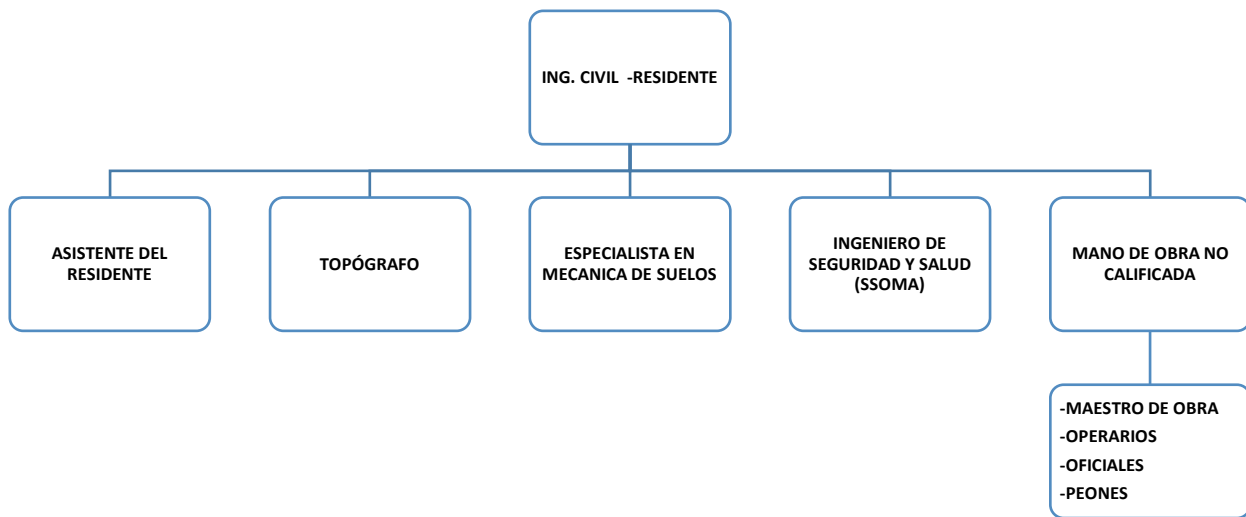 ING. CIVIL -RESIDENTE
ASISTENTE DEL
RESIDENTE
TOPÓGRAFO
ESPECIALISTA EN
MECANICA DE SUELOS
INGENIERO DE
SEGURIDAD Y SALUD
(SSOMA)
MANO DE OBRA NO
CALIFICADA
-MAESTRO DE OBRA
-OPERARIOS
-OFICIALES
-PEONES